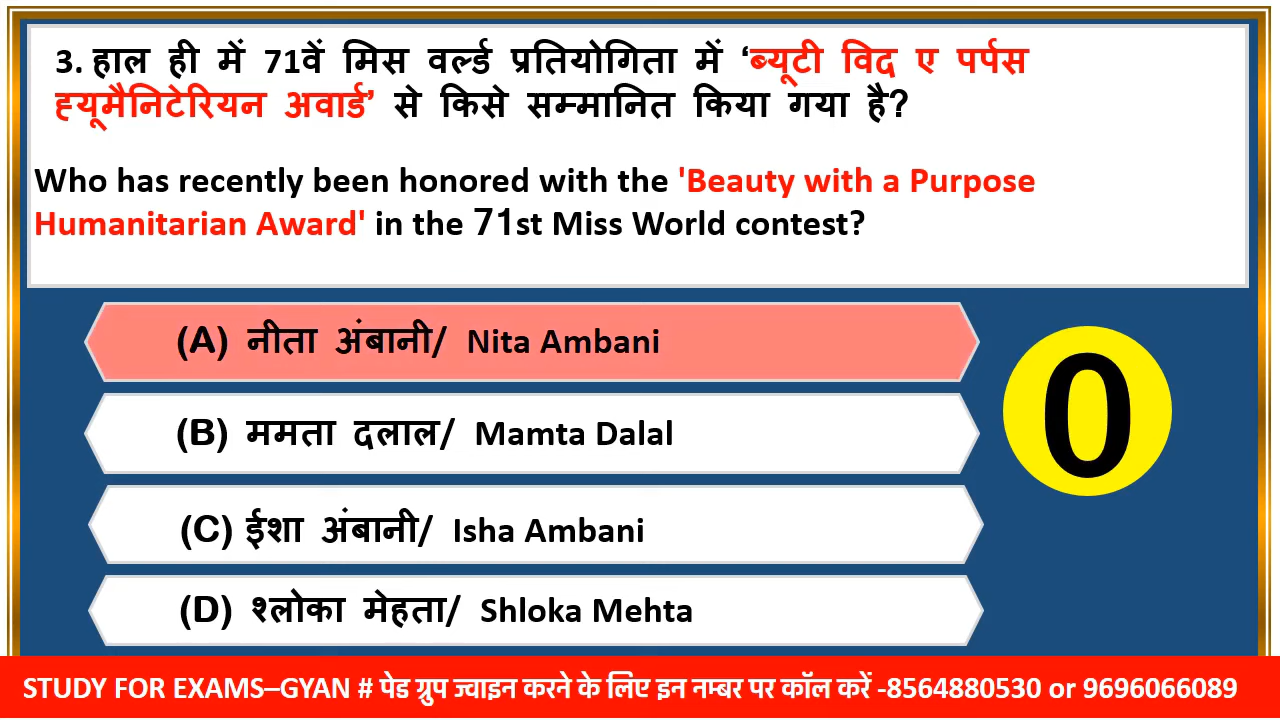 3. हाल ही में 71वें मिस वर्ल्ड प्रतियोगिता में ‘ब्यूटी विद ए पर्पस
ह्यूमैनिटेरियन अवार्ड’ से किसे सम्मानित किया गया है?
Who has recently been honored with the 'Beauty with a Purpose
Humanitarian Award' in the 71st Miss World contest?
(A) नीता अंबानी/ Nita Ambani
(B) ममता दलाल/ Mamta Dalal
(C) ईशा अंबानी/ Isha Ambani
(D) श्लोका मेहता/ Shloka Mehta
0
STUDY FOR EXAMS–GYAN # पेड ग्रुप ज्वाइन करने के लिए इन नम्बर पर कॉल करें -8564880530 or 9696066089